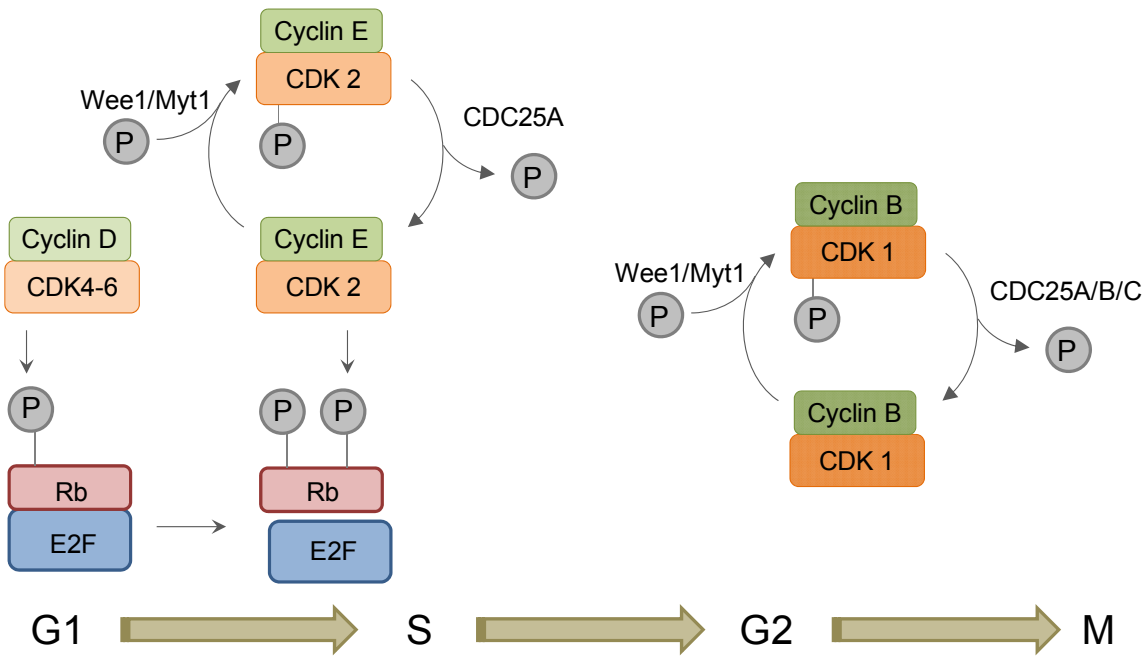 Cyclin E
CDK 2
Wee1/Myt1
P
P
CDC25A
P
Cyclin E
CDK 2
Cyclin D
CDK4-6
P
Rb
E2F
P
P
Rb
E2F
Cyclin B
CDK 1
Wee1/Myt1
P
P
CDC25A/B/C
P
Cyclin B
CDK 1
G1
S
G2
M